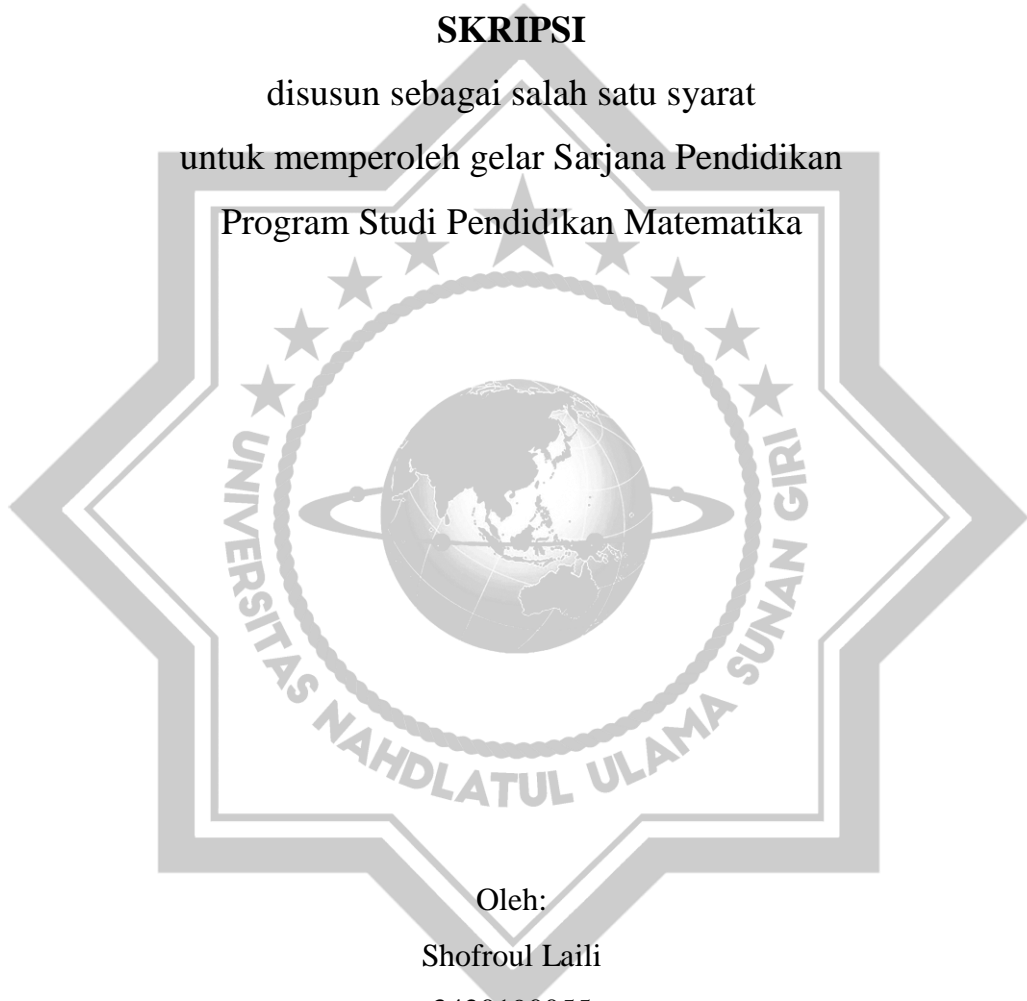 SKRIPSI
disusun sebagai salah satu syarat
untuk memperoleh gelar Sarjana Pendidikan
Program Studi Pendidikan Matematika
UNIVERSITAS NAHDLATUL ULAMA SUNAN GIRI
Oleh:
Shofroul Laili